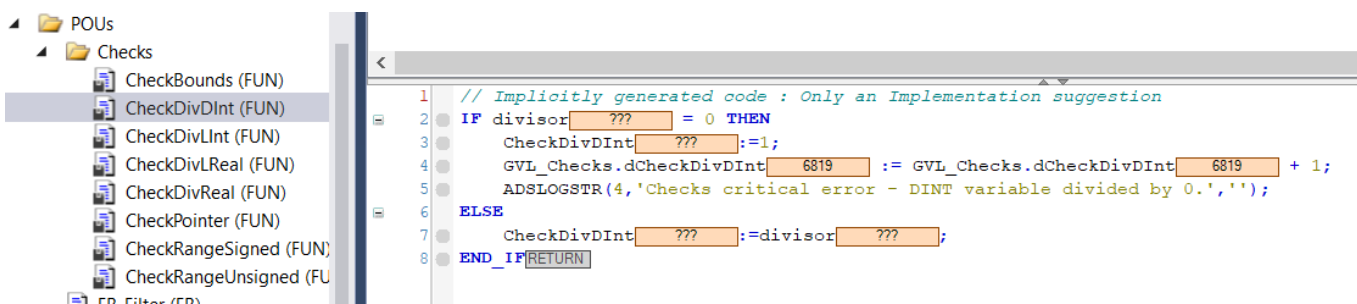 POUs
Checks
CheckBounds (FUN)
CheckDivDInt (FUN)
CheckDivLInt (FUN)
CheckDivLReal (FUN)
CheckDivReal (FUN)
CheckPointer (FUN)
CheckRangeSigned (FUN)
CheckRangeUnsigned (FU
FB_Filter (FB)
1 // Implicitly generated code : Only an Implementation suggestion
2 IF divisor ??? = 0 THEN
3 CheckDivDInt ??? :=1;
4 GVL_Checks.dCheckDivDInt 6819 := GVL_Checks.dCheckDivDInt 6819 + 1;
5 ADSLOGSTR(4,'Checks critical error - DINT variable divided by 0.','');
6 ELSE
7 CheckDivDInt ??? :=divisor ??? ;
8 END_IF RETURN